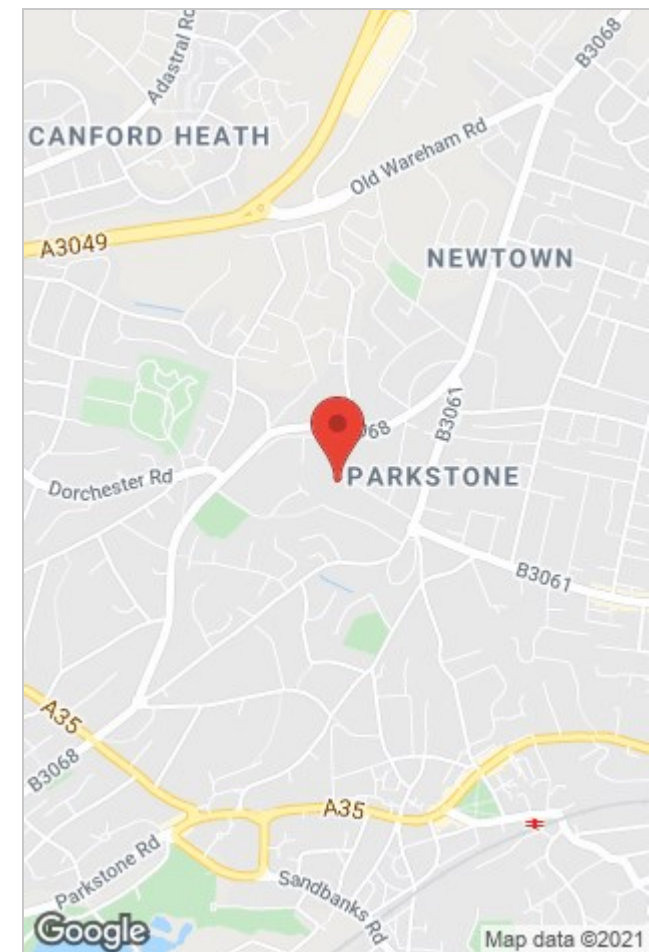 B3068
Adastral Rd
CANFORD HEATH
Old Wareham Rd
A3049
NEWTOWN
B3061
68
Dorchester Rd
PARKSTONE
B3061
A35
B3068
A35
Parkstone Rd
Sandbanks Rd
Google
Map data ©2021